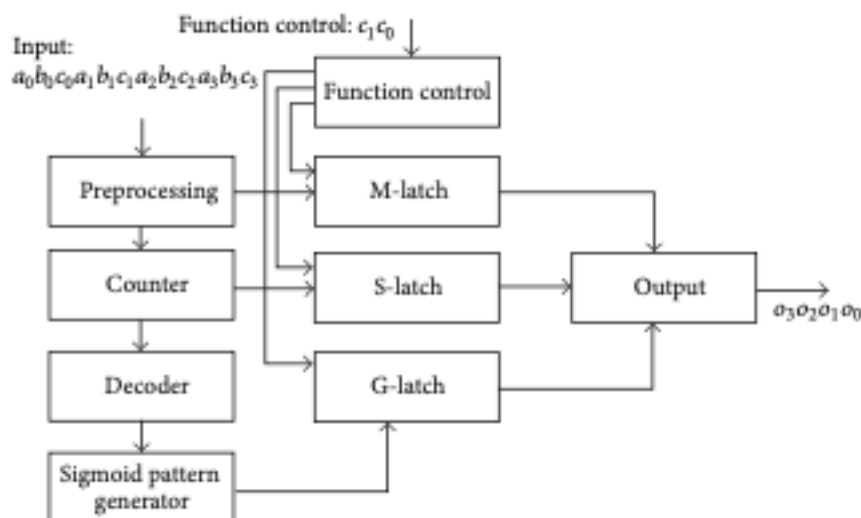 Function control: c₁c₀
Input:
a₀b₀c₀a₁b₁c₁a₂b₂c₂a₃b₃c₃
Function control
Preprocessing
M-latch
Counter
S-latch
Output
o₃o₂o₁o₀
Decoder
G-latch
Sigmoid pattern
generator